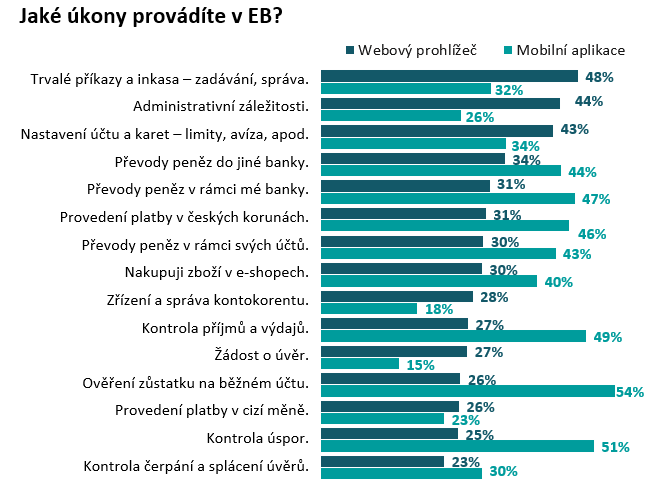 Jaké úkony provádíte v EB?
Webový prohlížeč Mobilní aplikace
Trvalé příkazy a inkasa – zadávání, správa. 48%
32%
Administrativní záležitosti. 44%
26%
Nastavení účtu a karet – limity, avíza, apod. 43%
34%
Převody peněz do jiné banky. 34%
44%
Převody peněz v rámci mé banky. 31%
47%
Provedení platby v českých korunách. 31%
46%
Převody peněz v rámci svých účtů. 30%
43%
Nakupuji zboží v e-shopech. 30%
40%
Zřízení a správa kontokorentu. 28%
18%
Kontrola příjmů a výdajů. 27%
49%
Žádost o úvěr. 27%
15%
Ověření zůstatku na běžném účtu. 26%
54%
Provedení platby v cizí měně. 26%
23%
Kontrola úspor. 25%
51%
Kontrola čerpání a splácení úvěrů. 23%
30%